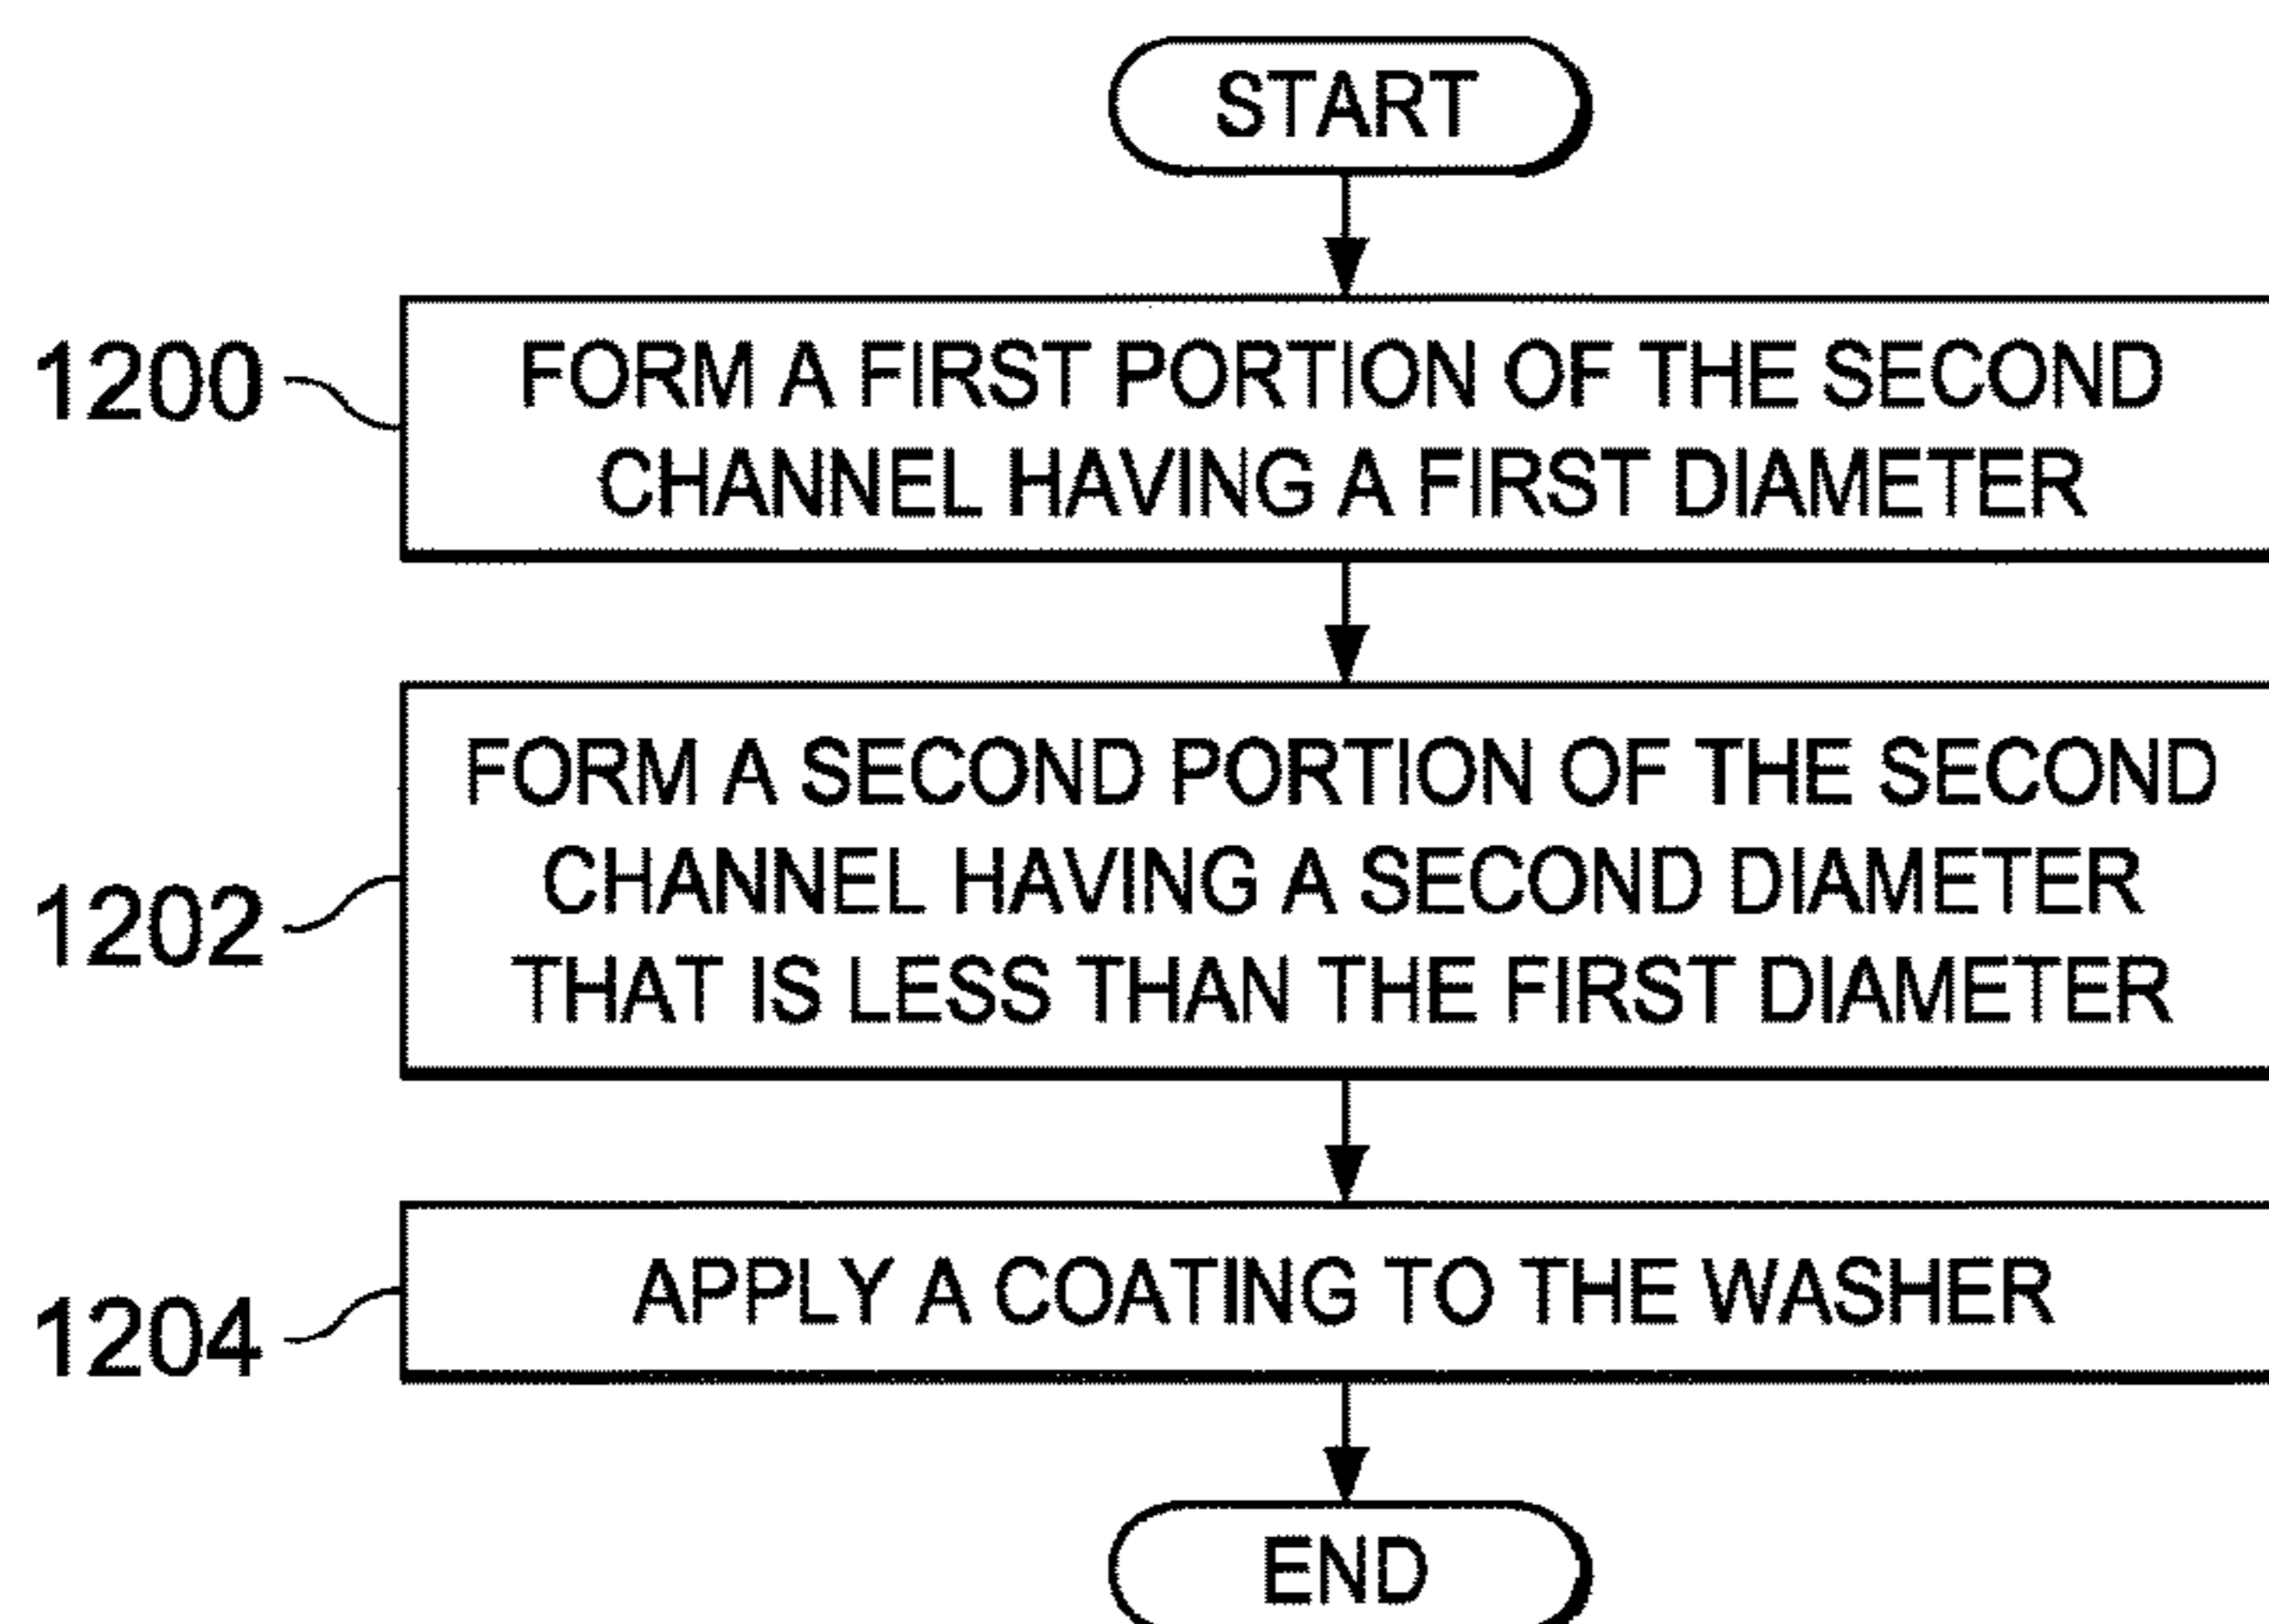 START
1200
FORM A FIRST PORTION OF THE SECOND
CHANNEL HAVING A FIRST DIAMETER
1202
FORM A SECOND PORTION OF THE SECOND
CHANNEL HAVING A SECOND DIAMETER
THAT IS LESS THAN THE FIRST DIAMETER
1204
APPLY A COATING TO THE WASHER
END